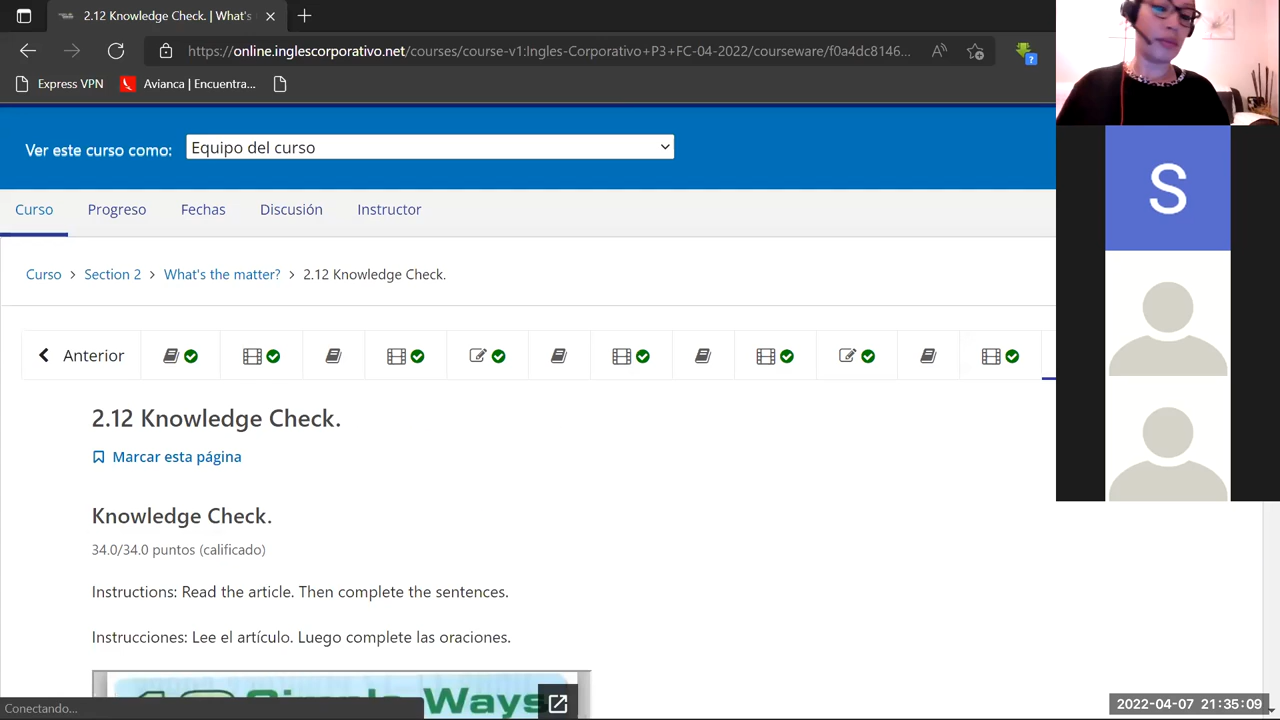 2.12 Knowledge Check. | What's
https://online.inglescorporativo.net/courses/course-v1:Ingles-Corporativo+P3+FC-04-2022/courseware/f0a4dc8146...
Express VPN
Avianca | Encuentra...
Ver este curso como:
Equipo del curso
Curso
Progreso
Fechas
Discusión
Instructor
Curso > Section 2 > What's the matter? > 2.12 Knowledge Check.
Anterior
2.12 Knowledge Check.
Marcar esta página
Knowledge Check.
34.0/34.0 puntos (calificado)
Instructions: Read the article. Then complete the sentences.
Instrucciones: Lee el artículo. Luego complete las oraciones.
10 Simple Ways
Conectando...
S
2022-04-07 21:35:09